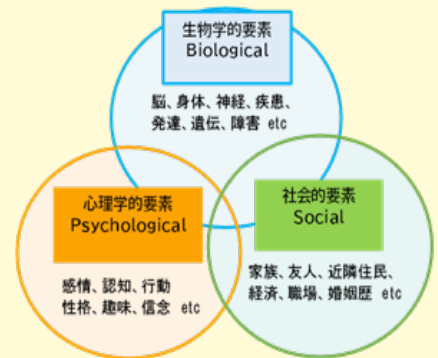 生物学的要素
Biological
脳、身体、神経、疾患、
発達、遺伝、障害 etc
心理学的要素
Psychological
感情、認知、行動
性格、趣味、信念 etc
社会的要素
Social
家族、友人、近隣住民、
経済、職場、婚姻歴 etc